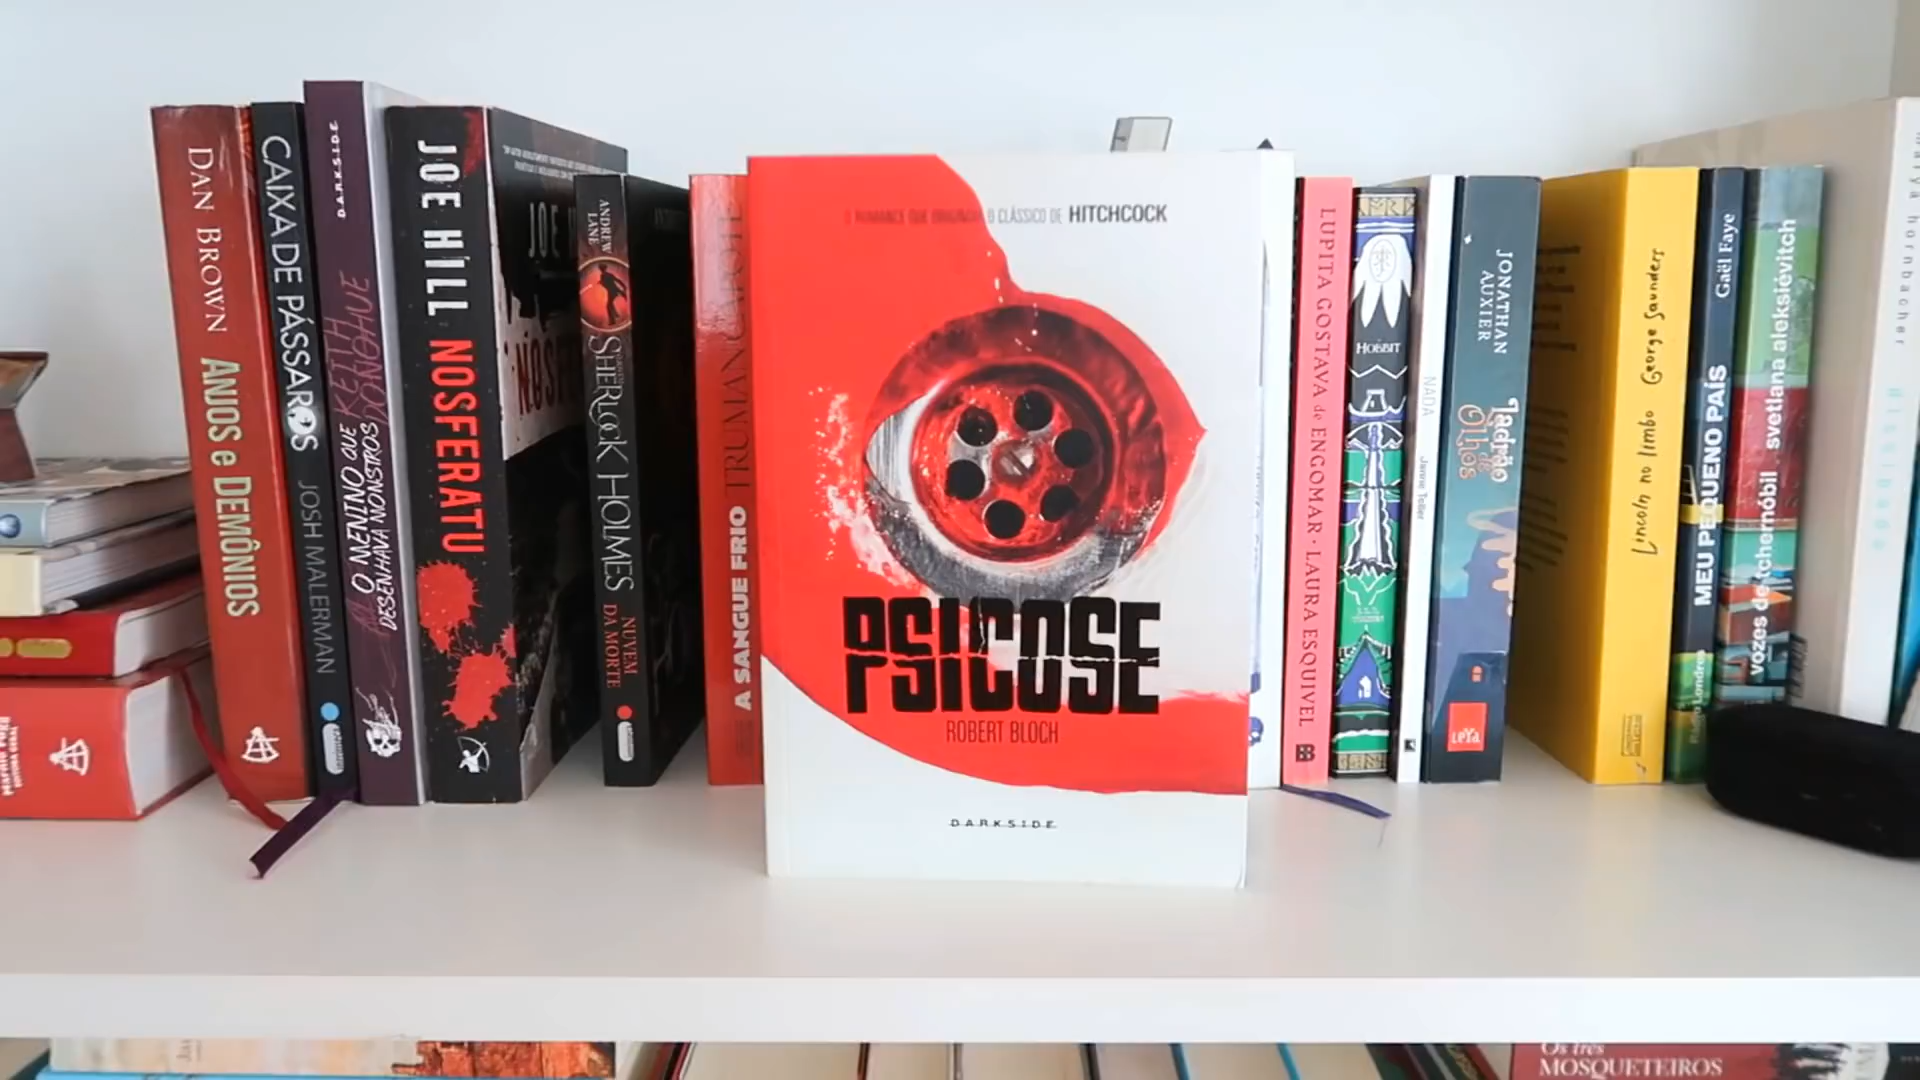 DAN BROWN ANJOS e DEMÔNIOS
CAIXA DE PÁSSAROS JOSH MALERMAN
DARKSIDE
KEITH DONOHUE
O MENINO QUE
DESENHAVA MONSTROS
JOE HILL NOSFERATU
JOE
ANDREW
LANE
SHERLOCK HOLMES
NUVEM
DA MORTE
A SANGUE FRIO TRUMAN CAPOTE
O ROMANCE QUE ORIGINOU O CLÁSSICO DE HITCHCOCK
PSICOSE
ROBERT BLOCH
DARKSIDE
LUPITA GOSTAVA de ENGOMAR · LAURA ESQUIVEL
HOBBIT
NADA
Janne Teller
JONATHAN
AUXIER
Ladrão
de
Olhos
LeYa
Lincoln no limbo George Saunders
MEU PEQUENO PAÍS Gaël Faye
vozes de tchernóbil svetlana aleksiévitch
marya hornbacher
Os três
MOSQUETEIROS